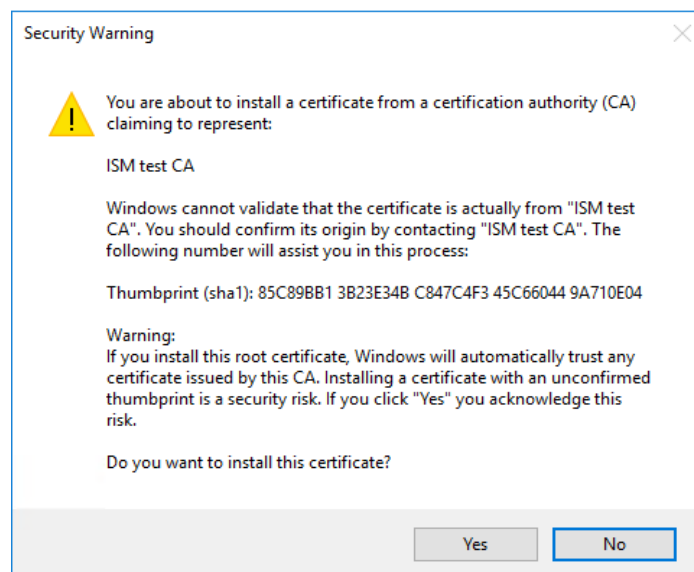 Security Warning
You are about to install a certificate from a certification authority (CA)
claiming to represent:
ISM test CA
Windows cannot validate that the certificate is actually from "ISM test
CA". You should confirm its origin by contacting "ISM test CA". The
following number will assist you in this process:
Thumbprint (sha1): 85C89BB1 3B23E34B C847C4F3 45C66044 9A710E04
Warning:
If you install this root certificate, Windows will automatically trust any
certificate issued by this CA. Installing a certificate with an unconfirmed
thumbprint is a security risk. If you click "Yes" you acknowledge this
risk.
Do you want to install this certificate?
Yes
No